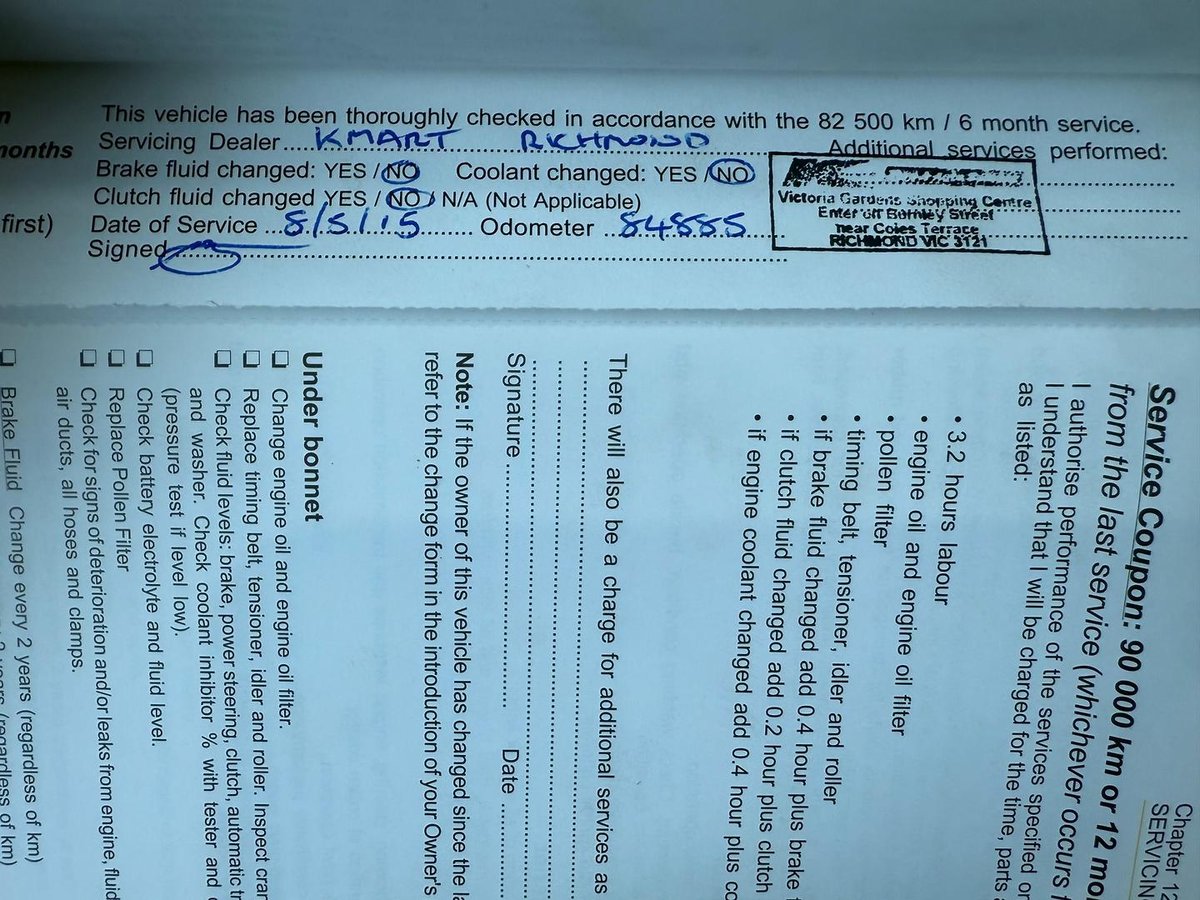 n
months
first)
This vehicle has been thoroughly checked in accordance with the 82 500 km / 6 month service.
Servicing Dealer....KMART RICHMOND
Additional services performed:
Brake fluid changed: YES / NO Coolant changed: YES / NO
Clutch fluid changed YES / NO / N/A (Not Applicable)
Date of Service ...8/5/15........ Odometer ...84885
Signed
Victoria Gardens Shopping Centre
Enter off Burnley Street
near Coles Terrace
RICHMOND VIC 3121
Chapter 12
SERVICIN
Service Coupon: 90 000 km or 12 mo
from the last service (whichever occurs f
I authorise performance of the services specified or
I understand that I will be charged for the time, parts a
as listed:
• 3.2 hours labour
• engine oil and engine oil filter
• pollen filter
• timing belt, tensioner, idler and roller
• if brake fluid changed add 0.4 hour plus brake f
• if clutch fluid changed add 0.2 hour plus clutch
• if engine coolant changed add 0.4 hour plus co
There will also be a charge for additional services as
Signature ........ Date ........
Note: If the owner of this vehicle has changed since the la
refer to the change form in the introduction of your Owner's
Under bonnet
❏ Change engine oil and engine oil filter.
❏ Replace timing belt, tensioner, idler and roller. Inspect cran
❏ Check fluid levels: brake, power steering, clutch, automatic tr
and washer. Check coolant inhibitor % with tester and
(pressure test if level low).
❏ Check battery electrolyte and fluid level.
❏ Replace Pollen Filter
❏ Check for signs of deterioration and/or leaks from engine, fluid
air ducts, all hoses and clamps.
❏ Brake Fluid Change every 2 years (regardless of km)
years (regardless of km)